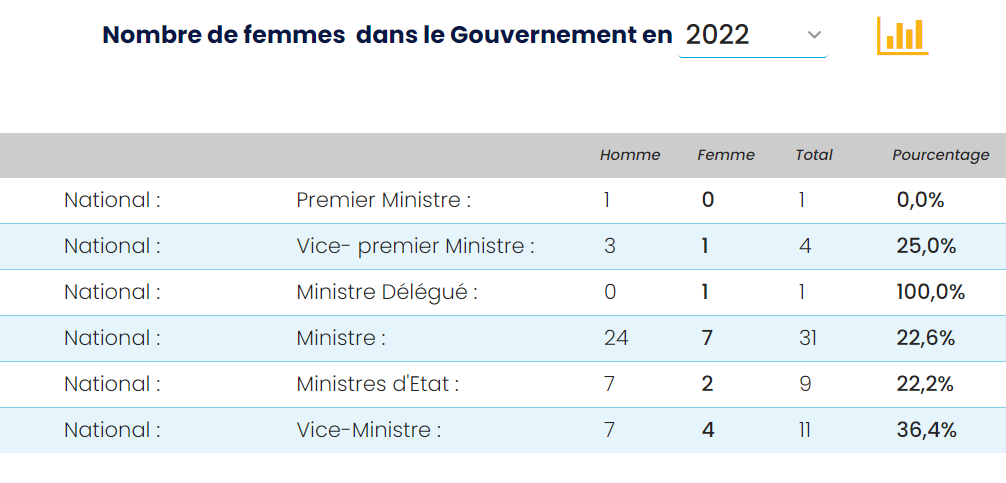 Nombre de femmes dans le Gouvernement en 2022
Homme Femme Total Pourcentage
National : Premier Ministre : 1 0 1 0,0%
National : Vice- premier Ministre : 3 1 4 25,0%
National : Ministre Délégué : 0 1 1 100,0%
National : Ministre : 24 7 31 22,6%
National : Ministres d'Etat : 7 2 9 22,2%
National : Vice-Ministre : 7 4 11 36,4%